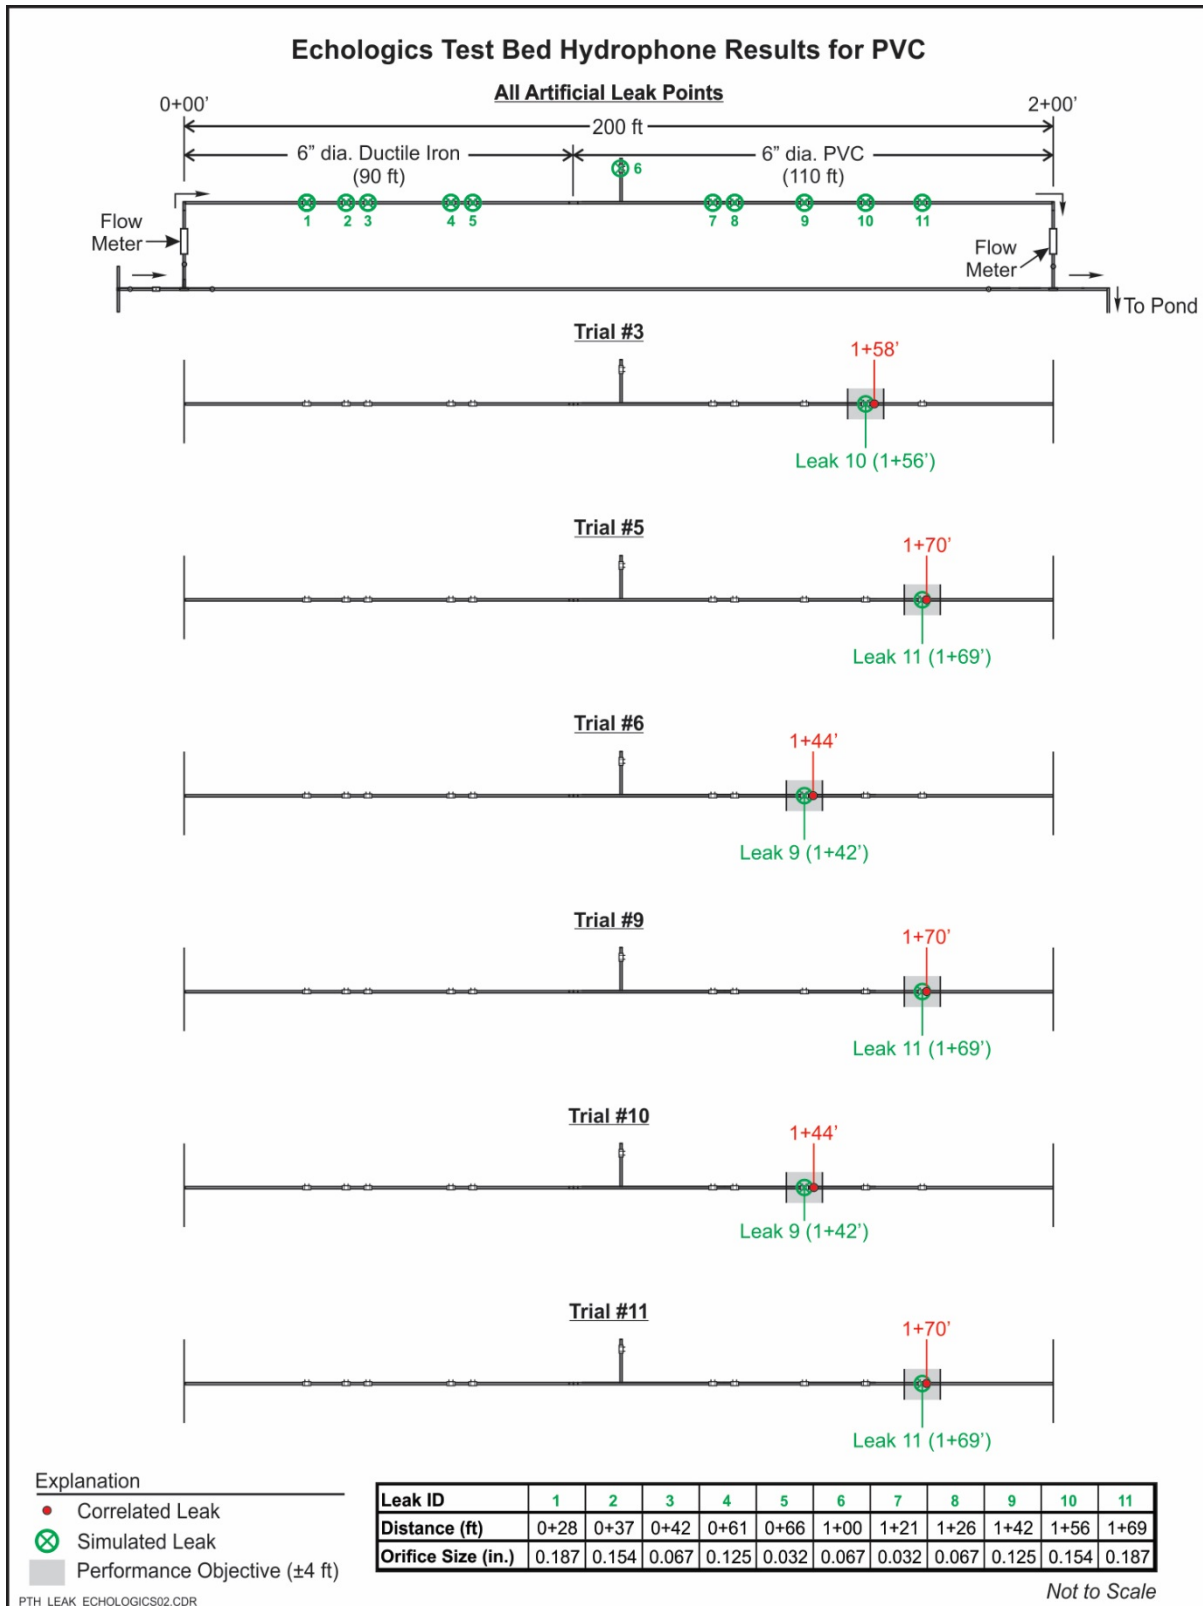 Echologics Test Bed Hydrophone Results for PVC
All Artificial Leak Points
0+00’ 2+00’
200 ft
6” dia. Ductile Iron
(90 ft)
6” dia. PVC
(110 ft)
6
1 2 3 4 5 7 8 9 10 11
Flow
Meter
Flow
Meter
To Pond
Trial #3
1+58’
Leak 10 (1+56’)
Trial #5
1+70’
Leak 11 (1+69’)
Trial #6
1+44’
Leak 9 (1+42’)
Trial #9
1+70’
Leak 11 (1+69’)
Trial #10
1+44’
Leak 9 (1+42’)
Trial #11
1+70’
Leak 11 (1+69’)
Explanation
Correlated Leak
Simulated Leak
Performance Objective (±4 ft)
Leak ID 1 2 3 4 5 6 7 8 9 10 11
Distance (ft) 0+28 0+37 0+42 0+61 0+66 1+00 1+21 1+26 1+42 1+56 1+69
Orifice Size (in.) 0.187 0.154 0.067 0.125 0.032 0.067 0.032 0.067 0.125 0.154 0.187
Not to Scale
PTH_LEAK_ECHOLOGICS02.CDR